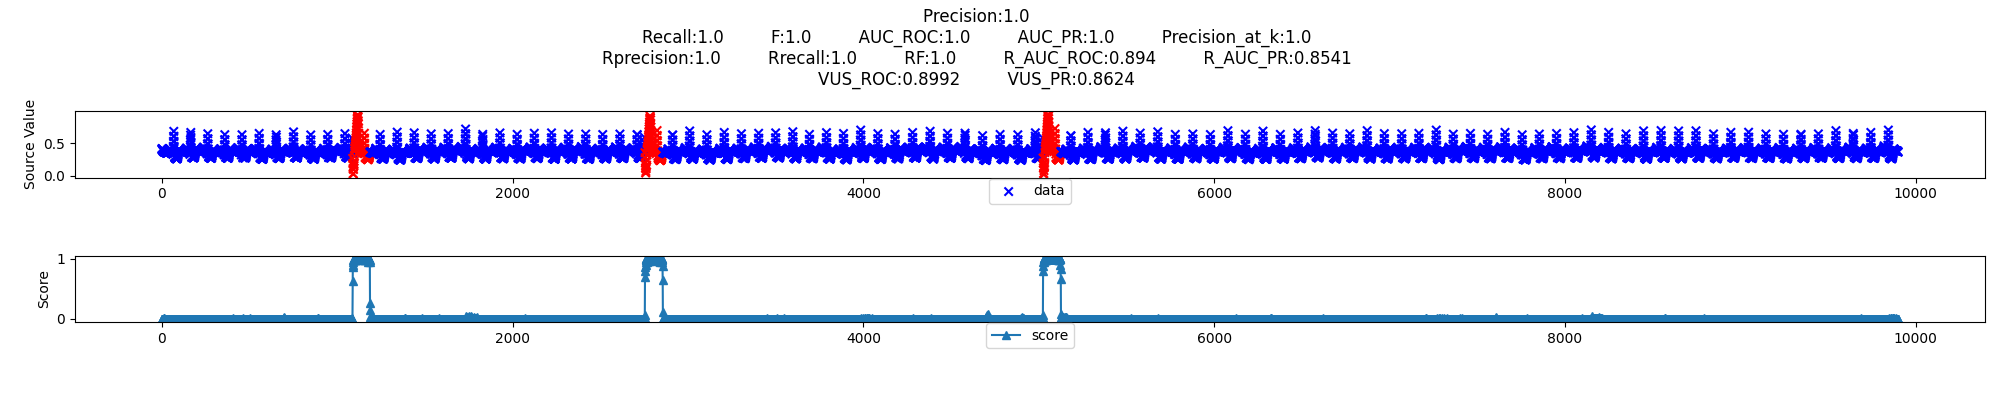 Precision:1.0
Recall:1.0 F:1.0 AUC_ROC:1.0 AUC_PR:1.0 Precision_at_k:1.0
Rprecision:1.0 Rrecall:1.0 RF:1.0 R_AUC_ROC:0.894 R_AUC_PR:0.8541
VUS_ROC:0.8992 VUS_PR:0.8624
Source Value
0.5
0.0
0 2000 4000 6000 8000 10000
data
Score
1
0
0 2000 4000 6000 8000 10000
score